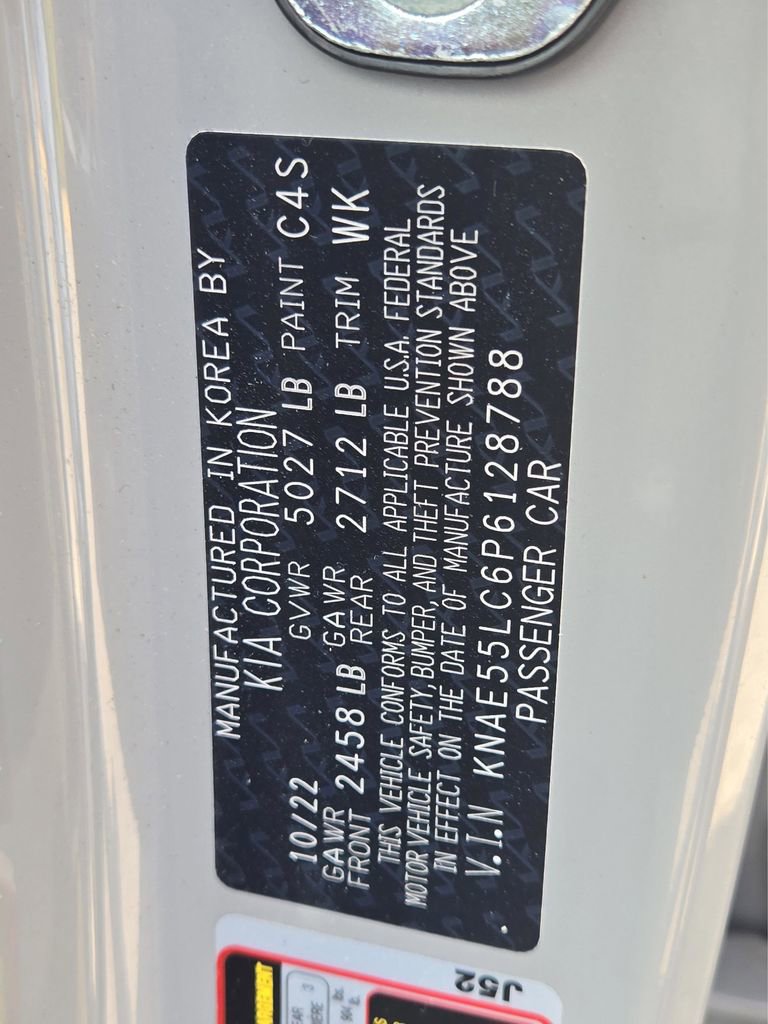 MANUFACTURED IN KOREA BY
KIA CORPORATION
10/22 GVWR 5027 LB PAINT C4S
GAWR FRONT 2458 LB GAWR REAR 2712 LB TRIM WK
THIS VEHICLE CONFORMS TO ALL APPLICABLE U.S.A. FEDERAL
MOTOR VEHICLE SAFETY, BUMPER, AND THEFT PREVENTION STANDARDS
IN EFFECT ON THE DATE OF MANUFACTURE SHOWN ABOVE
V.I.N KNAE55LC6P6128788
PASSENGER CAR
J52